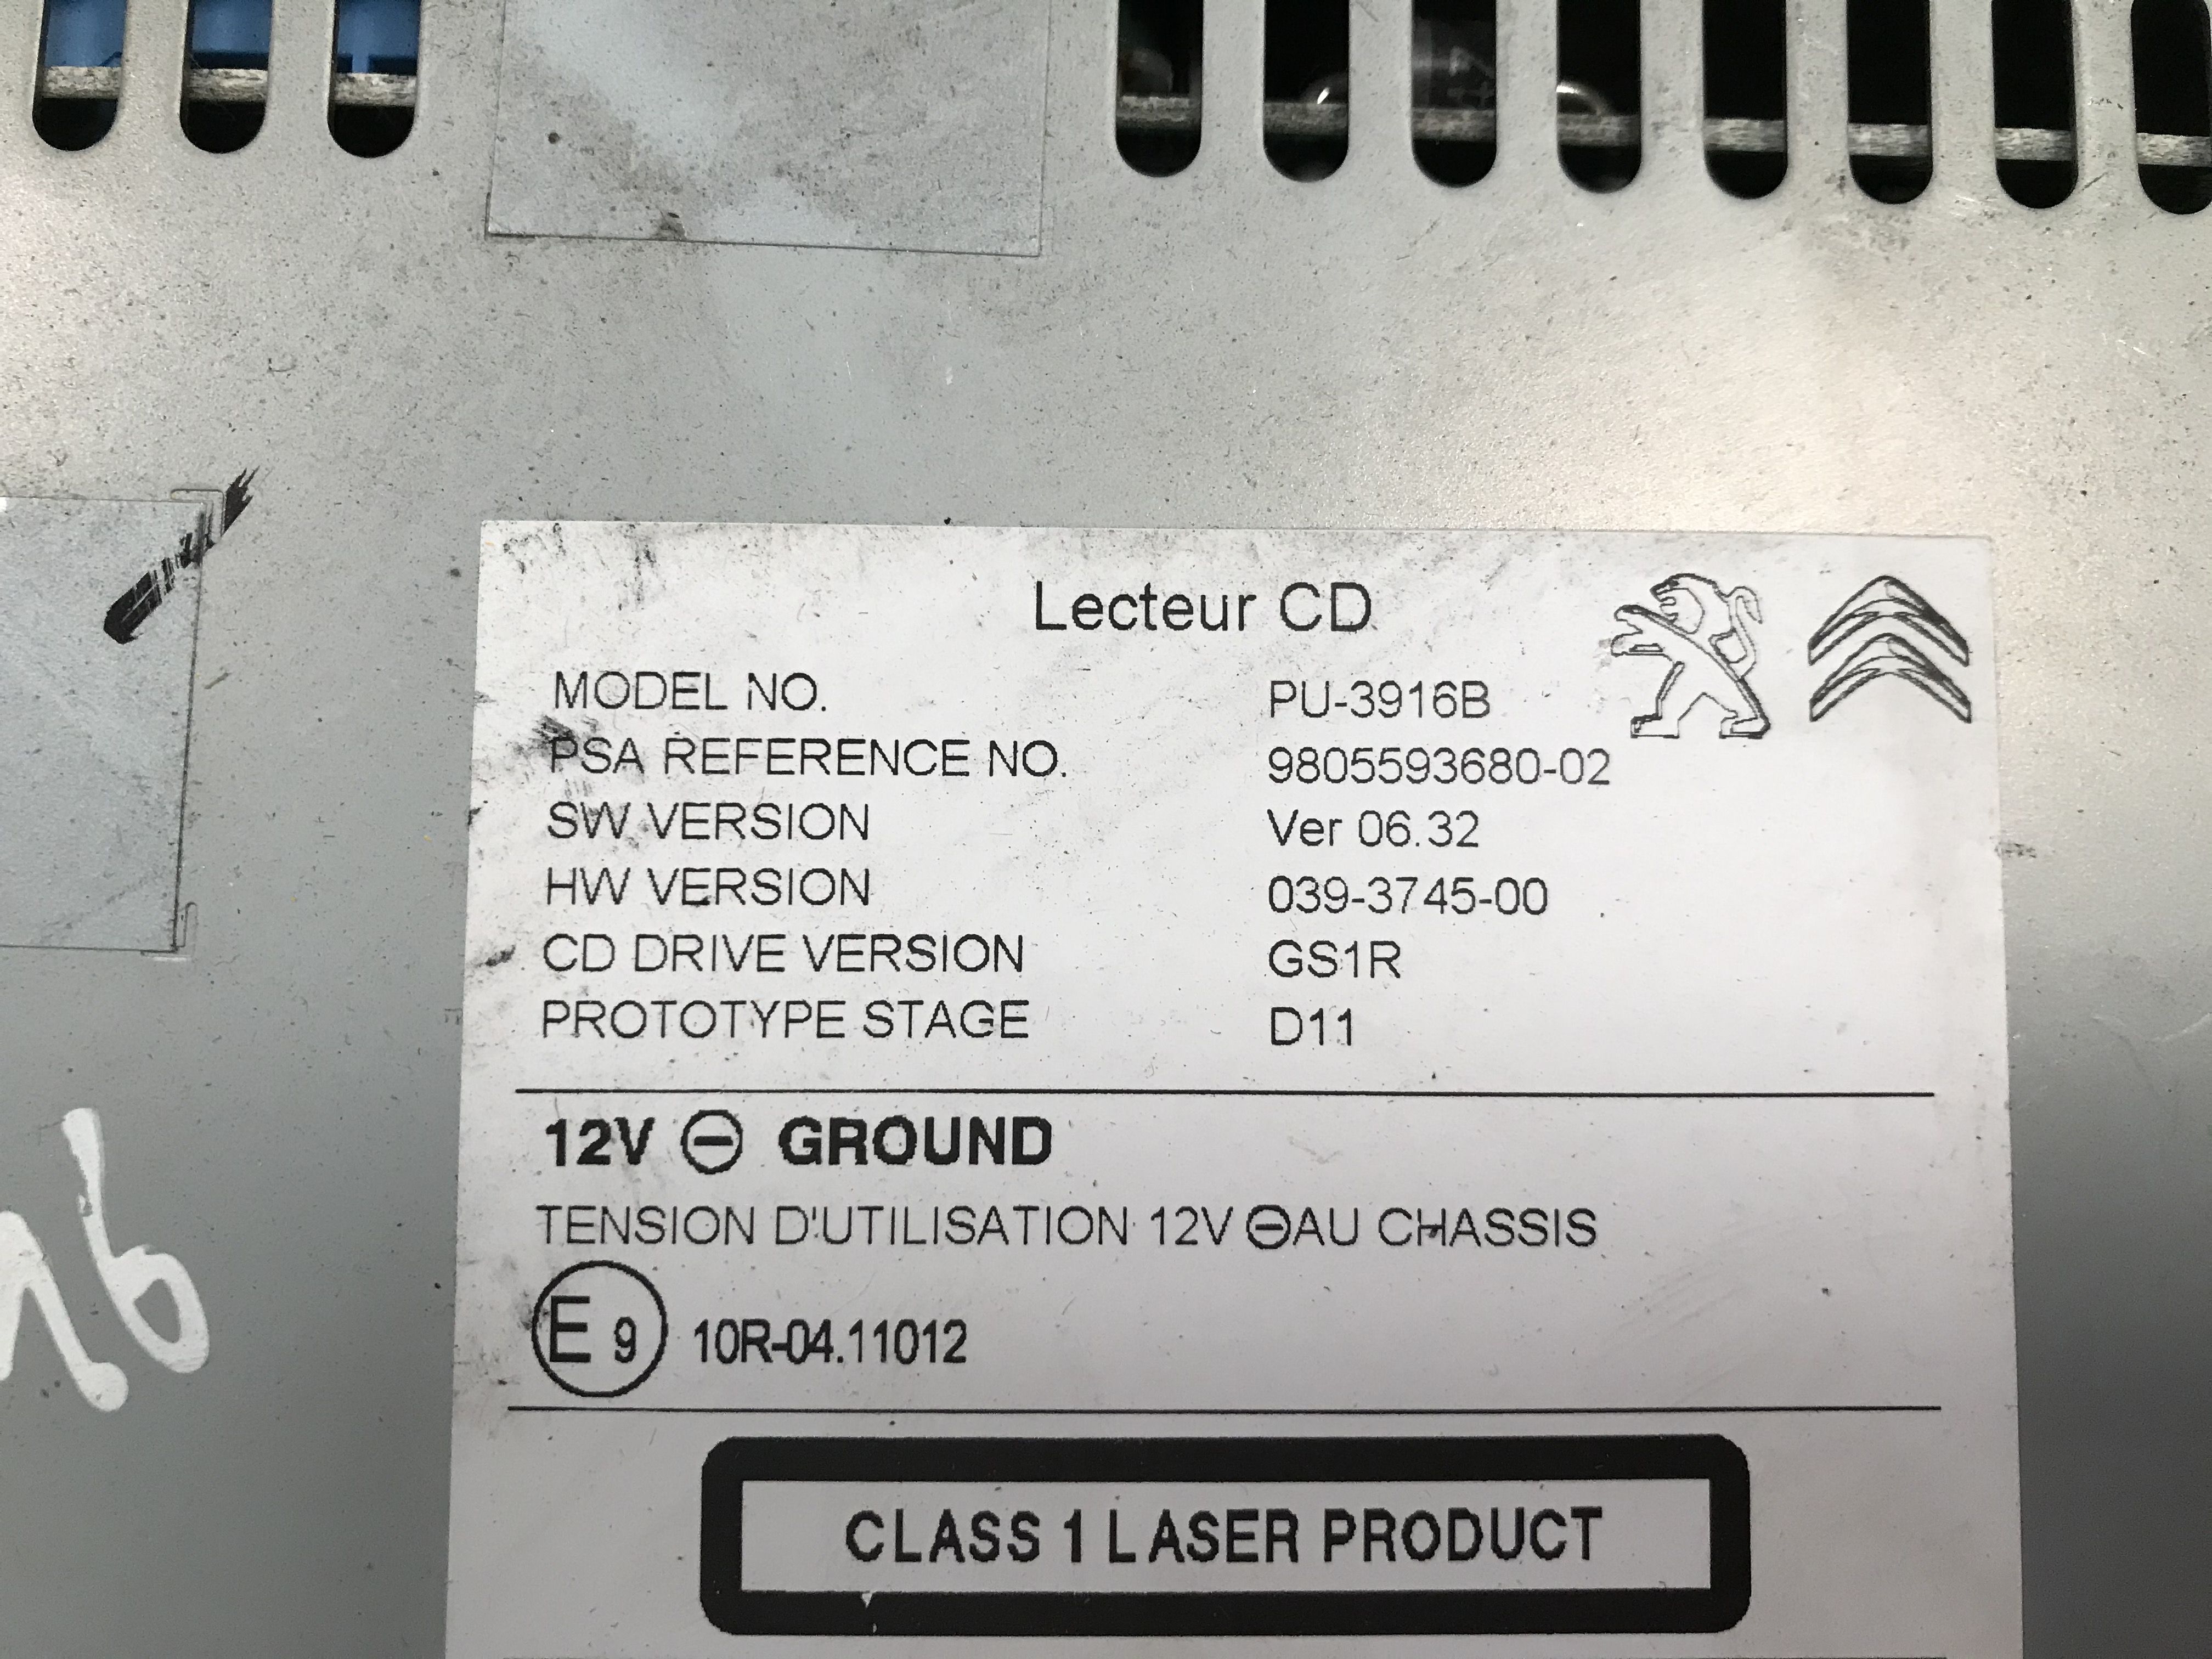 Lecteur CD
MODEL NO. PU-3916B
PSA REFERENCE NO. 9805593680-02
SW VERSION Ver 06.32
HW VERSION 039-3745-00
CD DRIVE VERSION GS1R
PROTOTYPE STAGE D11
12V ⊖ GROUND
TENSION D'UTILISATION 12V ⊖AU CHASSIS
E 9 10R-04.11012
CLASS 1 LASER PRODUCT